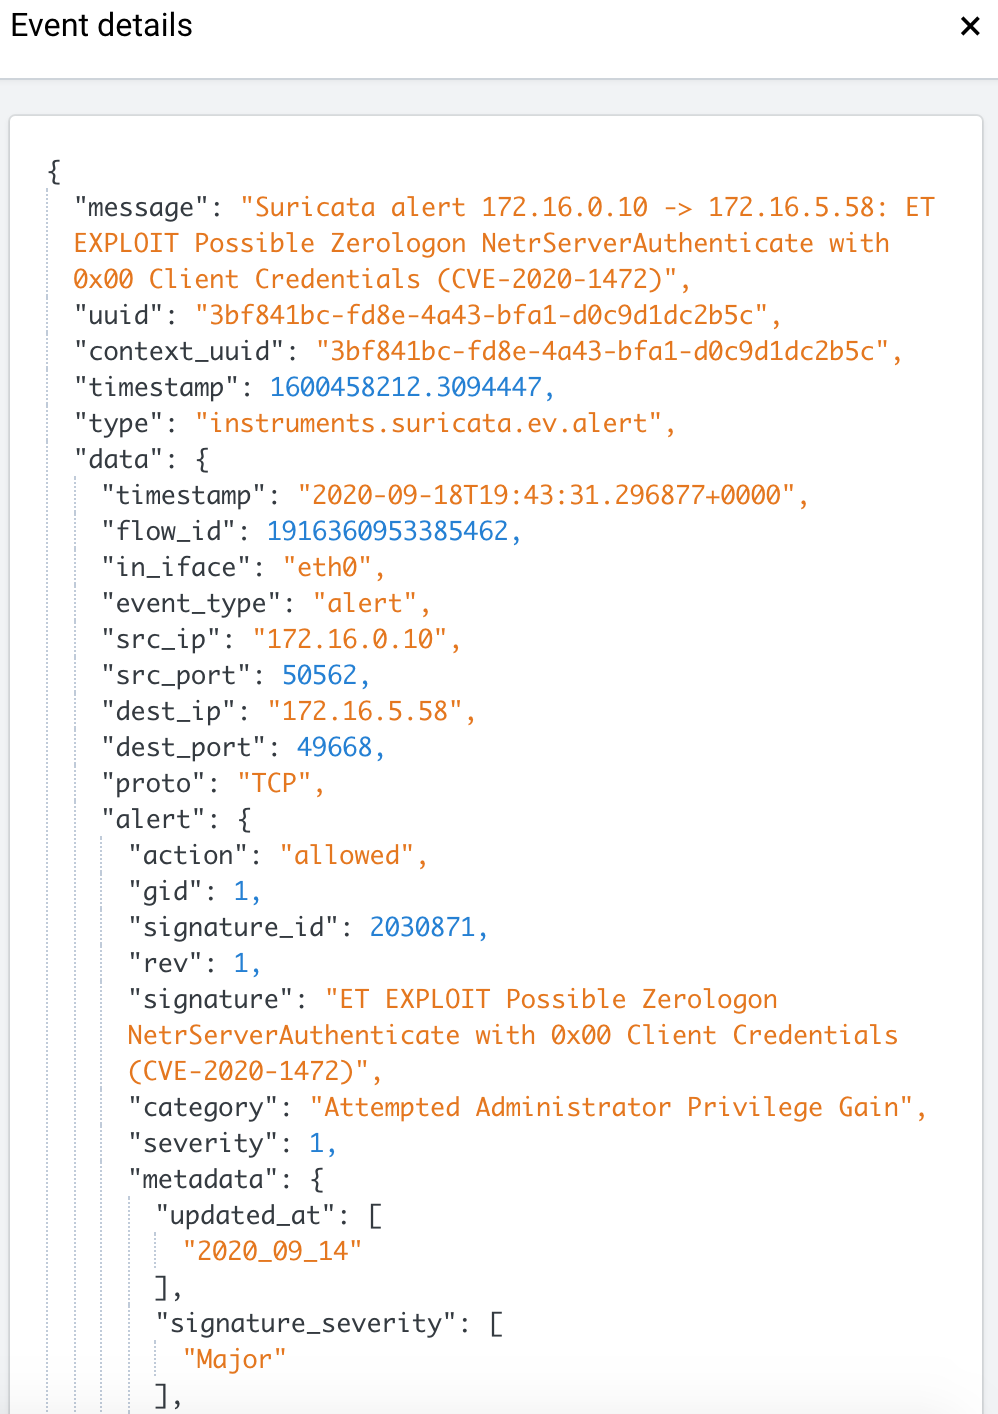 Event details
{
"message": "Suricata alert 172.16.0.10 -> 172.16.5.58: ET
EXPLOIT Possible Zerologon NetrServerAuthenticate with
0x00 Client Credentials (CVE-2020-1472)",
"uuid": "3bf841bc-fd8e-4a43-bfa1-d0c9d1dc2b5c",
"context_uuid": "3bf841bc-fd8e-4a43-bfa1-d0c9d1dc2b5c",
"timestamp": 1600458212.3094447,
"type": "instruments.suricata.ev.alert",
"data": {
"timestamp": "2020-09-18T19:43:31.296877+0000",
"flow_id": 1916360953385462,
"in_iface": "eth0",
"event_type": "alert",
"src_ip": "172.16.0.10",
"src_port": 50562,
"dest_ip": "172.16.5.58",
"dest_port": 49668,
"proto": "TCP",
"alert": {
"action": "allowed",
"gid": 1,
"signature_id": 2030871,
"rev": 1,
"signature": "ET EXPLOIT Possible Zerologon
NetrServerAuthenticate with 0x00 Client Credentials
(CVE-2020-1472)",
"category": "Attempted Administrator Privilege Gain",
"severity": 1,
"metadata": {
"updated_at": [
"2020_09_14"
],
"signature_severity": [
"Major"
],